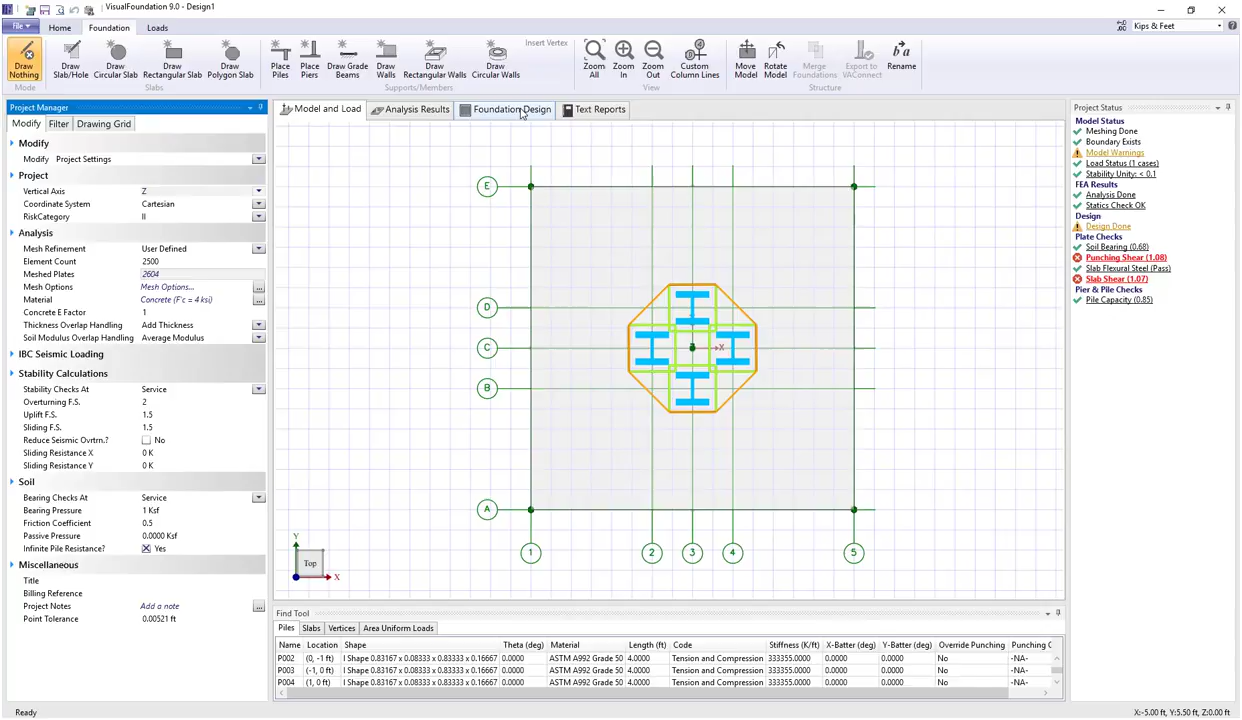 VisualFoundation 9.0 - Design1
File Home Foundation Loads Kips & Feet
Draw Nothing Draw Slab/Hole Draw Circular Slab Draw Rectangular Slab Draw Polygon Slab Place Piles Place Piers Draw Grade Beams Draw Walls Draw Rectangular Walls Draw Circular Walls Insert Vertex Zoom All Zoom In Zoom Out Custom Column Lines Move Model Rotate Model Merge Foundations Export to VAConnect Rename
Mode Slabs Supports/Members View Structure
Project Manager
Modify Filter Drawing Grid
Modify
Modify Project Settings
Project
Vertical Axis Z
Coordinate System Cartesian
RiskCategory II
Analysis
Mesh Refinement User Defined
Element Count 2500
Meshed Plates 2604
Mesh Options Mesh Options... ...
Material Concrete (F'c = 4 ksi) ...
Concrete E Factor 1
Thickness Overlap Handling Add Thickness
Soil Modulus Overlap Handling Average Modulus
IBC Seismic Loading
Stability Calculations
Stability Checks At Service
Overturning F.S. 2
Uplift F.S. 1.5
Sliding F.S. 1.5
Reduce Seismic Ovrtrn.? No
Sliding Resistance X 0 K
Sliding Resistance Y 0 K
Soil
Bearing Checks At Service
Bearing Pressure 1 Ksf
Friction Coefficient 0.5
Passive Pressure 0.0000 Ksf
Infinite Pile Resistance? Yes
Miscellaneous
Title
Billing Reference
Project Notes Add a note ...
Point Tolerance 0.00521 ft
Model and Load Analysis Results Foundation Design Text Reports
E
D
C
X
B
A
1 2 3 4 5
Y
Top
X
Find Tool
Piles Slabs Vertices Area Uniform Loads
Name Location Shape Theta (deg) Material Length (ft) Code Stiffness (K/ft) X-Batter (deg) Y-Batter (deg) Override Punching Punching C
P002 (0, -1 ft) I Shape 0.83167 x 0.08333 x 0.83333 x 0.16667 0.0000 ASTM A992 Grade 50 4.0000 Tension and Compression 333355.0000 0.0000 0.0000 No -NA-
P003 (-1, 0 ft) I Shape 0.83167 x 0.08333 x 0.83333 x 0.16667 0.0000 ASTM A992 Grade 50 4.0000 Tension and Compression 333355.0000 0.0000 0.0000 No -NA-
P004 (1, 0 ft) I Shape 0.83167 x 0.08333 x 0.83333 x 0.16667 0.0000 ASTM A992 Grade 50 4.0000 Tension and Compression 333355.0000 0.0000 0.0000 No -NA-
Project Status
Model Status
Meshing Done
Boundary Exists
Model Warnings
Load Status (1 cases)
Stability Unity: < 0.1
FEA Results
Analysis Done
Statics Check OK
Design
Design Done
Plate Checks
Soil Bearing (0.68)
Punching Shear (1.08)
Slab Flexural Steel (Pass)
Slab Shear (1.07)
Pier & Pile Checks
Pile Capacity (0.85)
Ready X:-5.00 ft, Y:5.50 ft, Z:0.00 ft